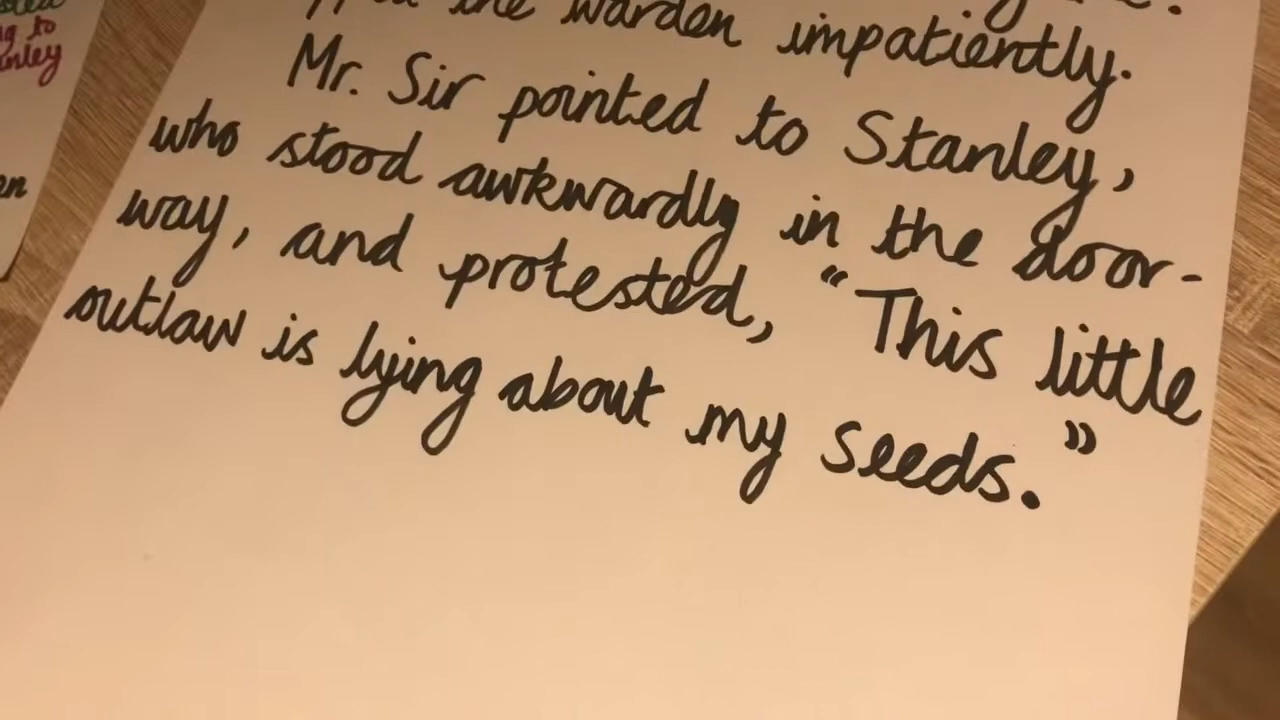 the warden impatiently.
Mr. Sir pointed to Stanley,
who stood awkwardly in the door-
way, and protested, "This little
outlaw is lying about my seeds."
to